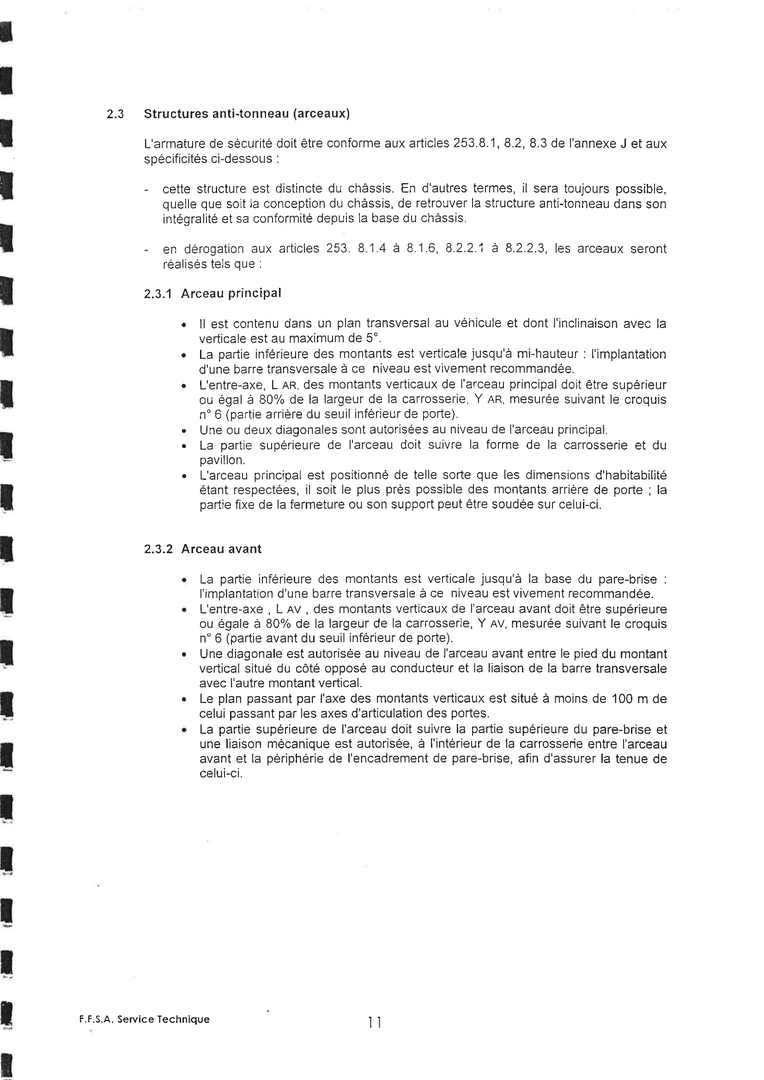 2.3 Structures anti-tonneau (arceaux)
L'armature de sécurité doit être conforme aux articles 253.8.1, 8.2, 8.3 de l'annexe J et aux
spécificités ci-dessous :
- cette structure est distincte du châssis. En d'autres termes, il sera toujours possible,
quelle que soit la conception du châssis, de retrouver la structure anti-tonneau dans son
intégralité et sa conformité depuis la base du châssis.
- en dérogation aux articles 253. 8.1.4 à 8.1.6, 8.2.2.1 à 8.2.2.3, les arceaux seront
réalisés tels que :
2.3.1 Arceau principal
• Il est contenu dans un plan transversal au véhicule et dont l'inclinaison avec la
verticale est au maximum de 5°.
• La partie inférieure des montants est verticale jusqu'à mi-hauteur : l'implantation
d'une barre transversale à ce niveau est vivement recommandée.
• L'entre-axe, L AR, des montants verticaux de l'arceau principal doit être supérieur
ou égal à 80% de la largeur de la carrosserie, Y AR, mesurée suivant le croquis
n° 6 (partie arrière du seuil inférieur de porte).
• Une ou deux diagonales sont autorisées au niveau de l'arceau principal.
• La partie supérieure de l'arceau doit suivre la forme de la carrosserie et du
pavillon.
• L'arceau principal est positionné de telle sorte que les dimensions d'habitabilité
étant respectées, il soit le plus près possible des montants arrière de porte ; la
partie fixe de la fermeture ou son support peut être soudée sur celui-ci.
2.3.2 Arceau avant
• La partie inférieure des montants est verticale jusqu'à la base du pare-brise :
l'implantation d'une barre transversale à ce niveau est vivement recommandée.
• L'entre-axe , L AV , des montants verticaux de l'arceau avant doit être supérieure
ou égale à 80% de la largeur de la carrosserie, Y AV, mesurée suivant le croquis
n° 6 (partie avant du seuil inférieur de porte).
• Une diagonale est autorisée au niveau de l'arceau avant entre le pied du montant
vertical situé du côté opposé au conducteur et la liaison de la barre transversale
avec l'autre montant vertical.
• Le plan passant par l'axe des montants verticaux est situé à moins de 100 m de
celui passant par les axes d'articulation des portes.
• La partie supérieure de l'arceau doit suivre la partie supérieure du pare-brise et
une liaison mécanique est autorisée, à l'intérieur de la carrosserie entre l'arceau
avant et la périphérie de l'encadrement de pare-brise, afin d'assurer la tenue de
celui-ci.
F.F.S.A. Service Technique
11